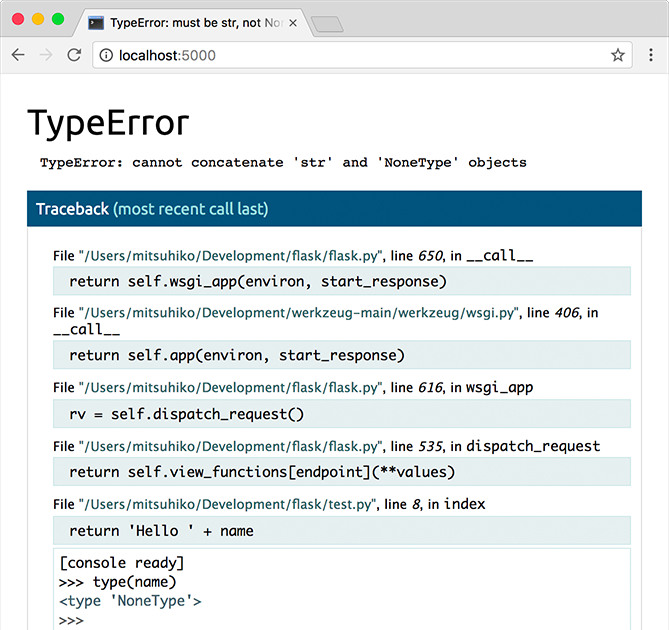 TypeError: must be str, not Non
localhost:5000
TypeError
TypeError: cannot concatenate 'str' and 'NoneType' objects
Traceback (most recent call last)
File "/Users/mitsuhiko/Development/flask/flask.py", line 650, in __call__
return self.wsgi_app(environ, start_response)
File "/Users/mitsuhiko/Development/werkzeug-main/werkzeug/wsgi.py", line 406, in
__call__
return self.app(environ, start_response)
File "/Users/mitsuhiko/Development/flask/flask.py", line 616, in wsgi_app
rv = self.dispatch_request()
File "/Users/mitsuhiko/Development/flask/flask.py", line 535, in dispatch_request
return self.view_functions[endpoint](**values)
File "/Users/mitsuhiko/Development/flask/test.py", line 8, in index
return 'Hello ' + name
[console ready]
>>> type(name)
<type 'NoneType'>
>>>